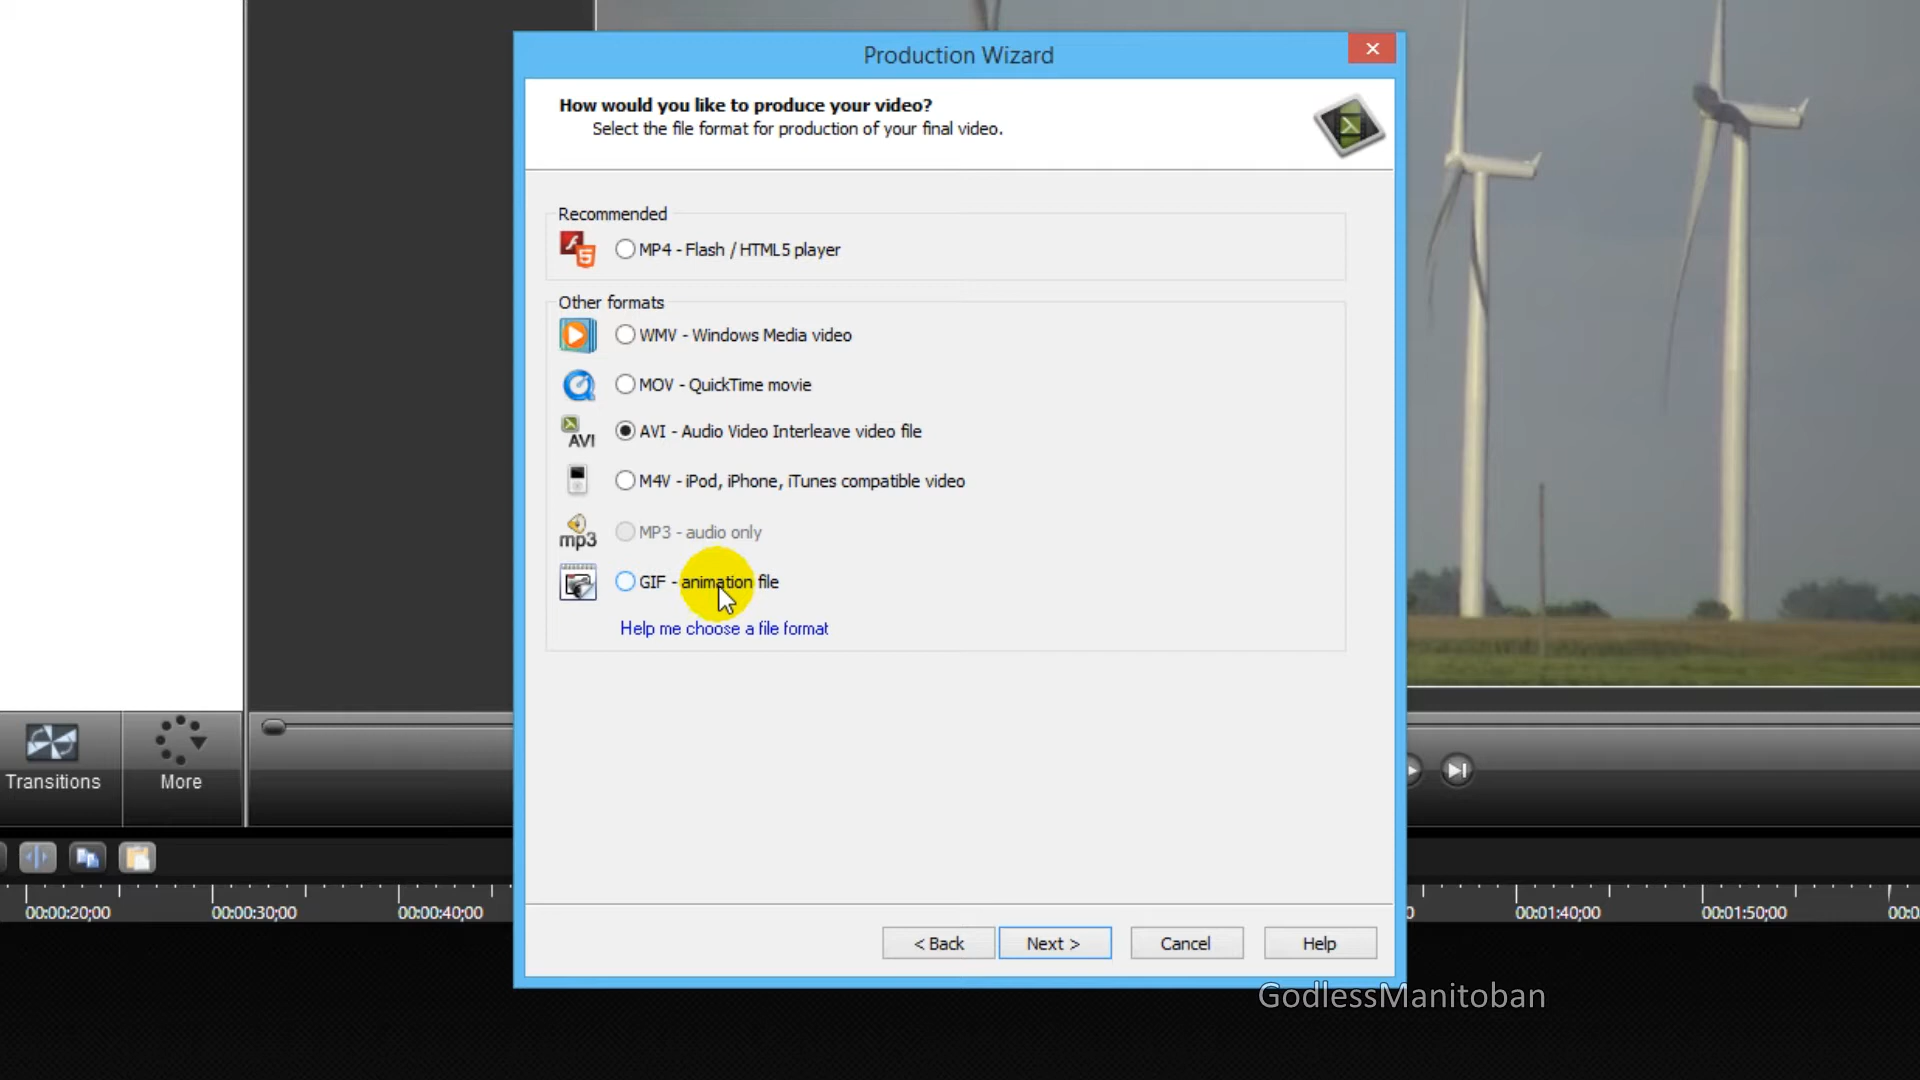 Production Wizard
How would you like to produce your video?
Select the file format for production of your final video.
Recommended
MP4 - Flash / HTML5 player
Other formats
WMV - Windows Media video
MOV - QuickTime movie
AVI
AVI - Audio Video Interleave video file
M4V - iPod, iPhone, iTunes compatible video
mp3
MP3 - audio only
GIF - animation file
Help me choose a file format
Transitions
More
00:00:20;00
00:00:30;00
00:00:40;00
00:01:40;00
00:01:50;00
< Back
Next >
Cancel
Help
GodlessManitoban